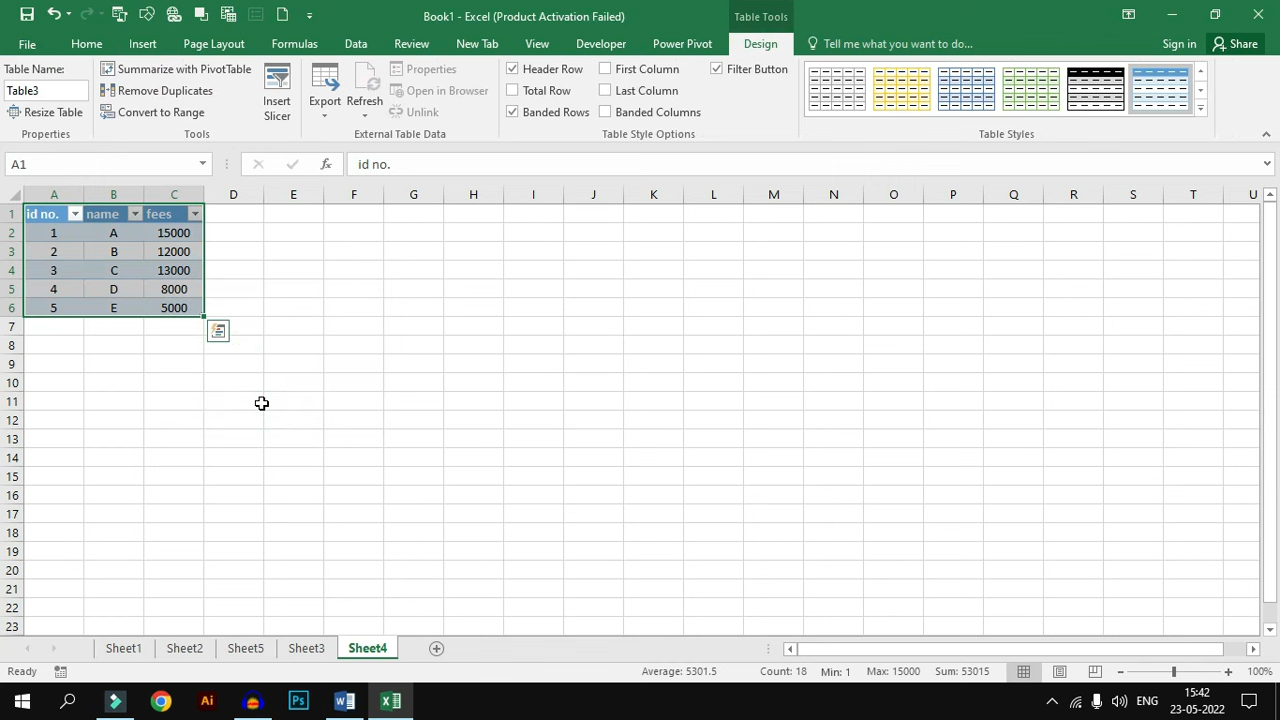 Book1 - Excel (Product Activation Failed)
Table Tools
File Home Insert Page Layout Formulas Data Review New Tab View Developer Power Pivot Design Tell me what you want to do... Sign in Share
Table Name:
Table3
Resize Table
Properties
Summarize with PivotTable
Remove Duplicates
Convert to Range
Tools
Insert
Slicer
Export
Refresh
Properties
Open in Browser
Unlink
External Table Data
Header Row
Total Row
Banded Rows
First Column
Last Column
Banded Columns
Filter Button
Table Style Options
Table Styles
A1
fx
id no.
A B C D E F G H I J K L M N O P Q R S T U
1 id no. name fees
2 1 A 15000
3 2 B 12000
4 3 C 13000
5 4 D 8000
6 5 E 5000
7
8
9
10
11
12
13
14
15
16
17
18
19
20
21
22
23
Sheet1 Sheet2 Sheet5 Sheet3 Sheet4
Ready Average: 5301.5 Count: 18 Min: 1 Max: 15000 Sum: 53015 100%
Ai Ps ENG 15:42
23-05-2022